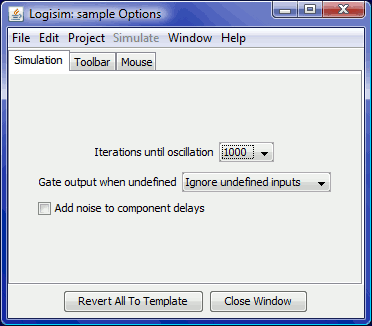 Logisim: sample Options
File Edit Project Simulate Window Help
Simulation Toolbar Mouse
Iterations until oscillation 1000
Gate output when undefined Ignore undefined inputs
Add noise to component delays
Revert All To Template Close Window